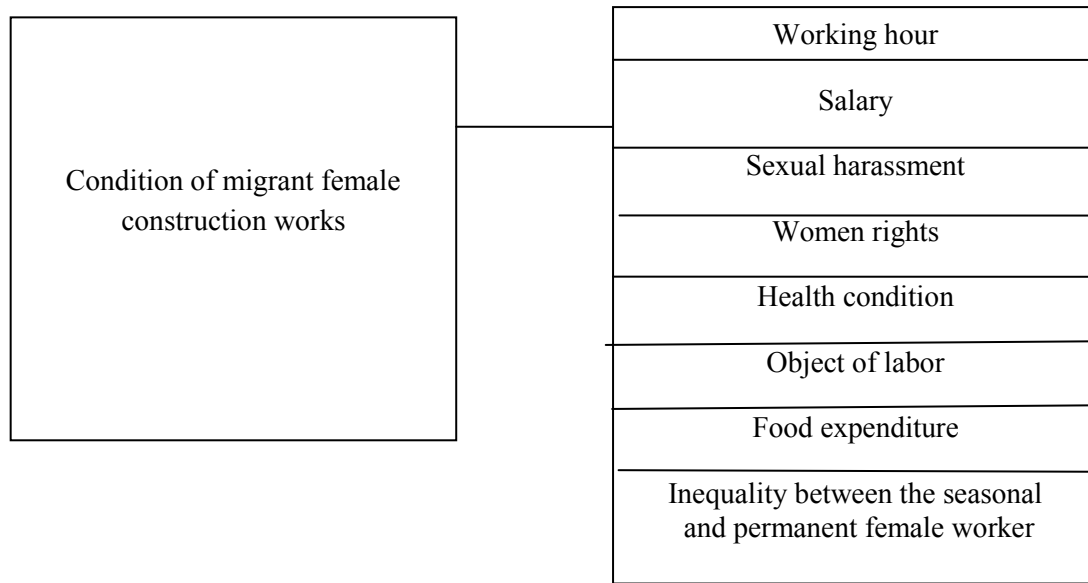 Condition of migrant female
construction works
Working hour
Salary
Sexual harassment
Women rights
Health condition
Object of labor
Food expenditure
Inequality between the seasonal
and permanent female worker